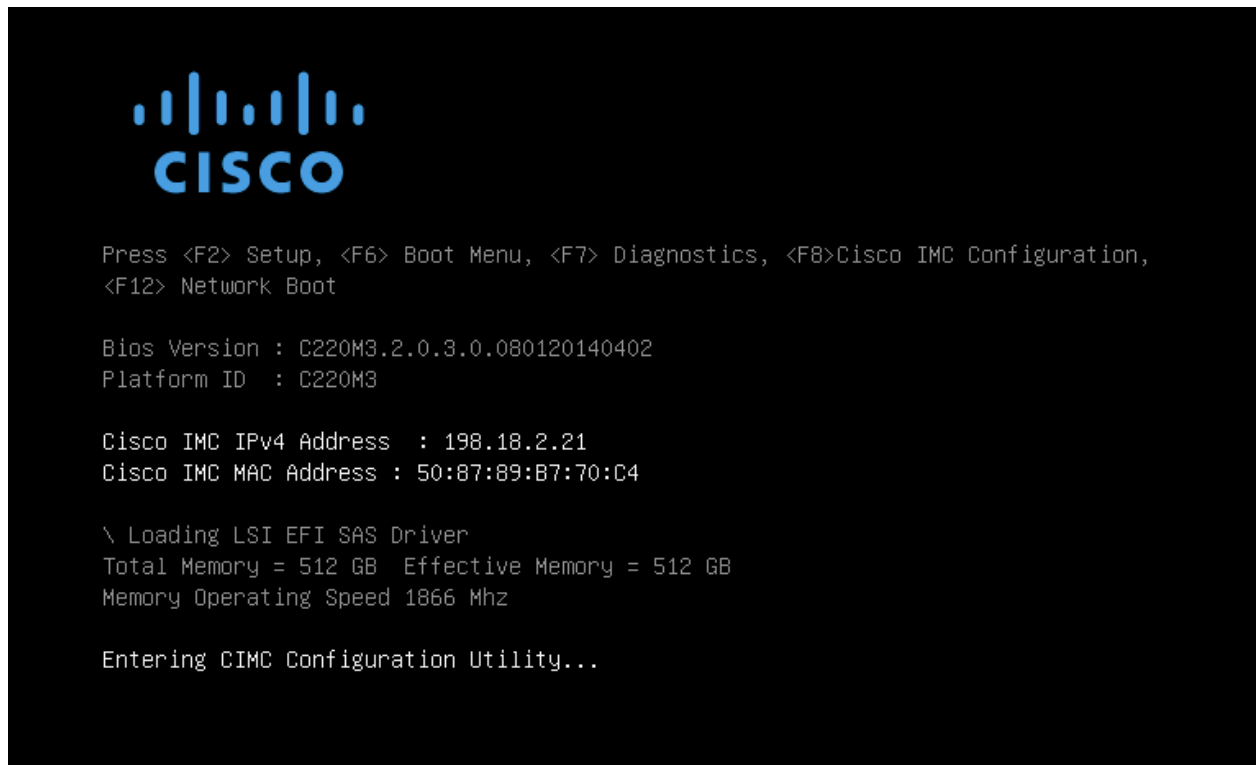 CISCO
Press <F2> Setup, <F6> Boot Menu, <F7> Diagnostics, <F8>Cisco IMC Configuration,
<F12> Network Boot
Bios Version : C220M3.2.0.3.0.080120140402
Platform ID  : C220M3
Cisco IMC IPv4 Address  : 198.18.2.21
Cisco IMC MAC Address : 50:87:89:B7:70:C4
\ Loading LSI EFI SAS Driver
Total Memory = 512 GB  Effective Memory = 512 GB
Memory Operating Speed 1866 Mhz
Entering CIMC Configuration Utility...